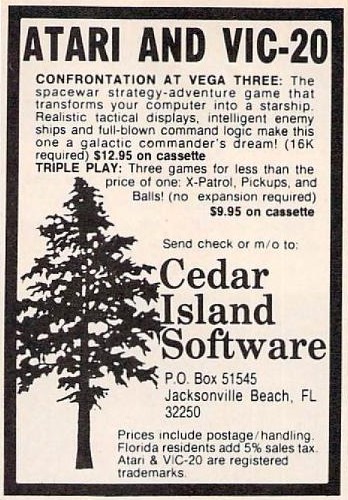 ATARI AND VIC-20
CONFRONTATION AT VEGA THREE: The
spacewar strategy-adventure game that
transforms your computer into a starship.
Realistic tactical displays, intelligent enemy
ships and full-blown command logic make this
one a galactic commander's dream! (16K
required) $12.95 on cassette
TRIPLE PLAY: Three games for less than the
price of one: X-Patrol, Pickups, and
Balls! (no expansion required)
$9.95 on cassette
Send check or m/o to:
Cedar
Island
Software
P.O. Box 51545
Jacksonville Beach, FL
32250
Prices include postage/handling.
Florida residents add 5% sales tax.
Atari & VIC-20 are registered
trademarks.